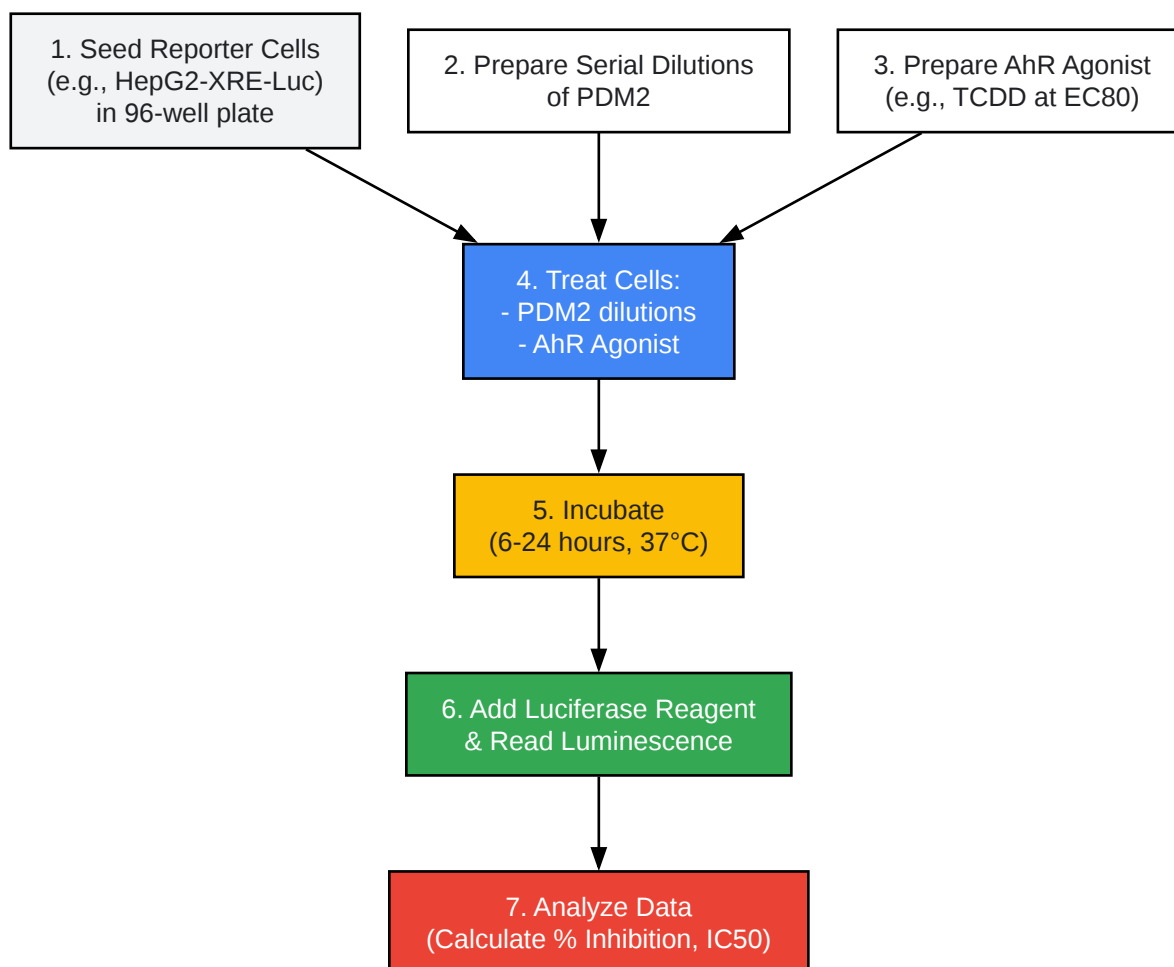 1. Seed Reporter Cells
(e.g., HepG2-XRE-Luc)
in 96-well plate
2. Prepare Serial Dilutions
of PDM2
3. Prepare AhR Agonist
(e.g., TCDD at EC80)
4. Treat Cells:
- PDM2 dilutions
- AhR Agonist
5. Incubate
(6-24 hours, 37°C)
6. Add Luciferase Reagent
& Read Luminescence
7. Analyze Data
(Calculate % Inhibition, IC50)